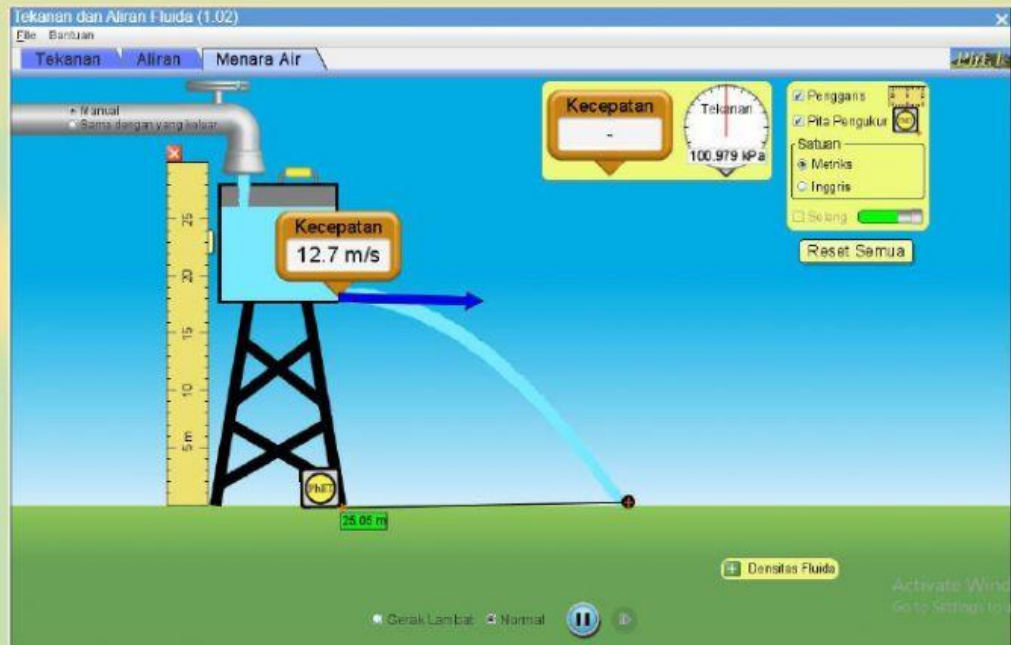 Tekanan dan Aliran Fluida (1.02)
File Bantuan
Tekanan Aliran Menara Air
Manual
Sama dengan yang keluar
Kecepatan
-
Tekanan
100.979 kPa
Penggaris
Pita Pengukur
Satuan
Metriks
Inggris
Selang
Reset Semua
Kecepatan
12.7 m/s
25
20
15
10
5 m
PhET
25.05 m
Densitas Fluida
Activate Wind
Go to Settings to a
Gerak Lambat Normal